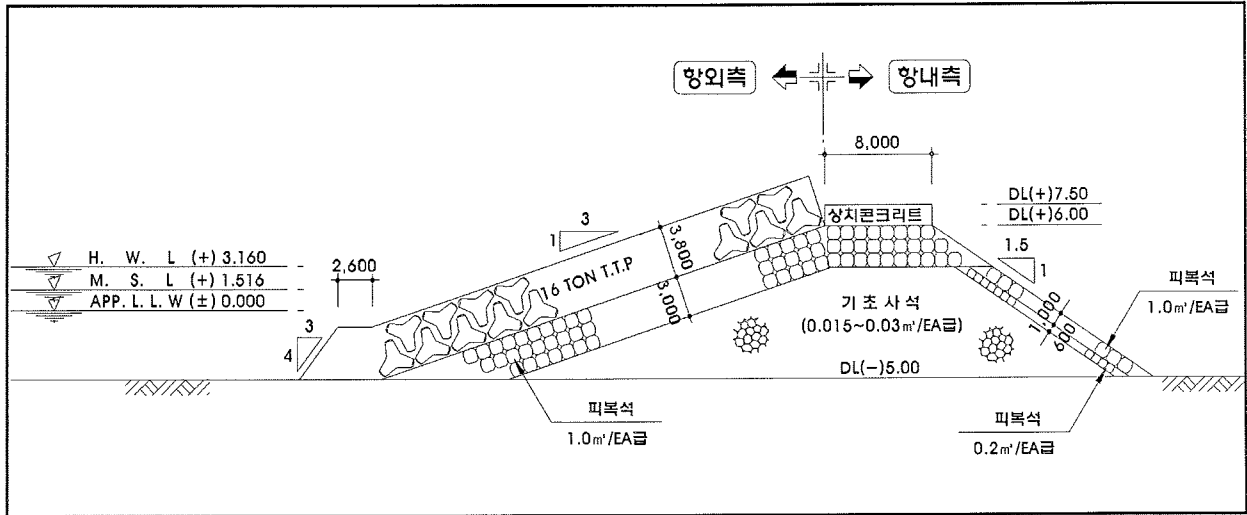 항외측
항내측
8,000
DL(+)7.50
DL(+)6.00
상치콘크리트
3
1
3,800
1.5
1
H. W. L (+) 3.160
M. S. L (+) 1.516
APP. L. L. W (±) 0.000
2,600
16 TON T.T.P
3,000
기초사석
(0.015~0.03㎥/EA급)
피복석
1.0㎥/EA급
1,000
600
3
4
DL(-)5.00
피복석
1.0㎥/EA급
피복석
0.2㎥/EA급